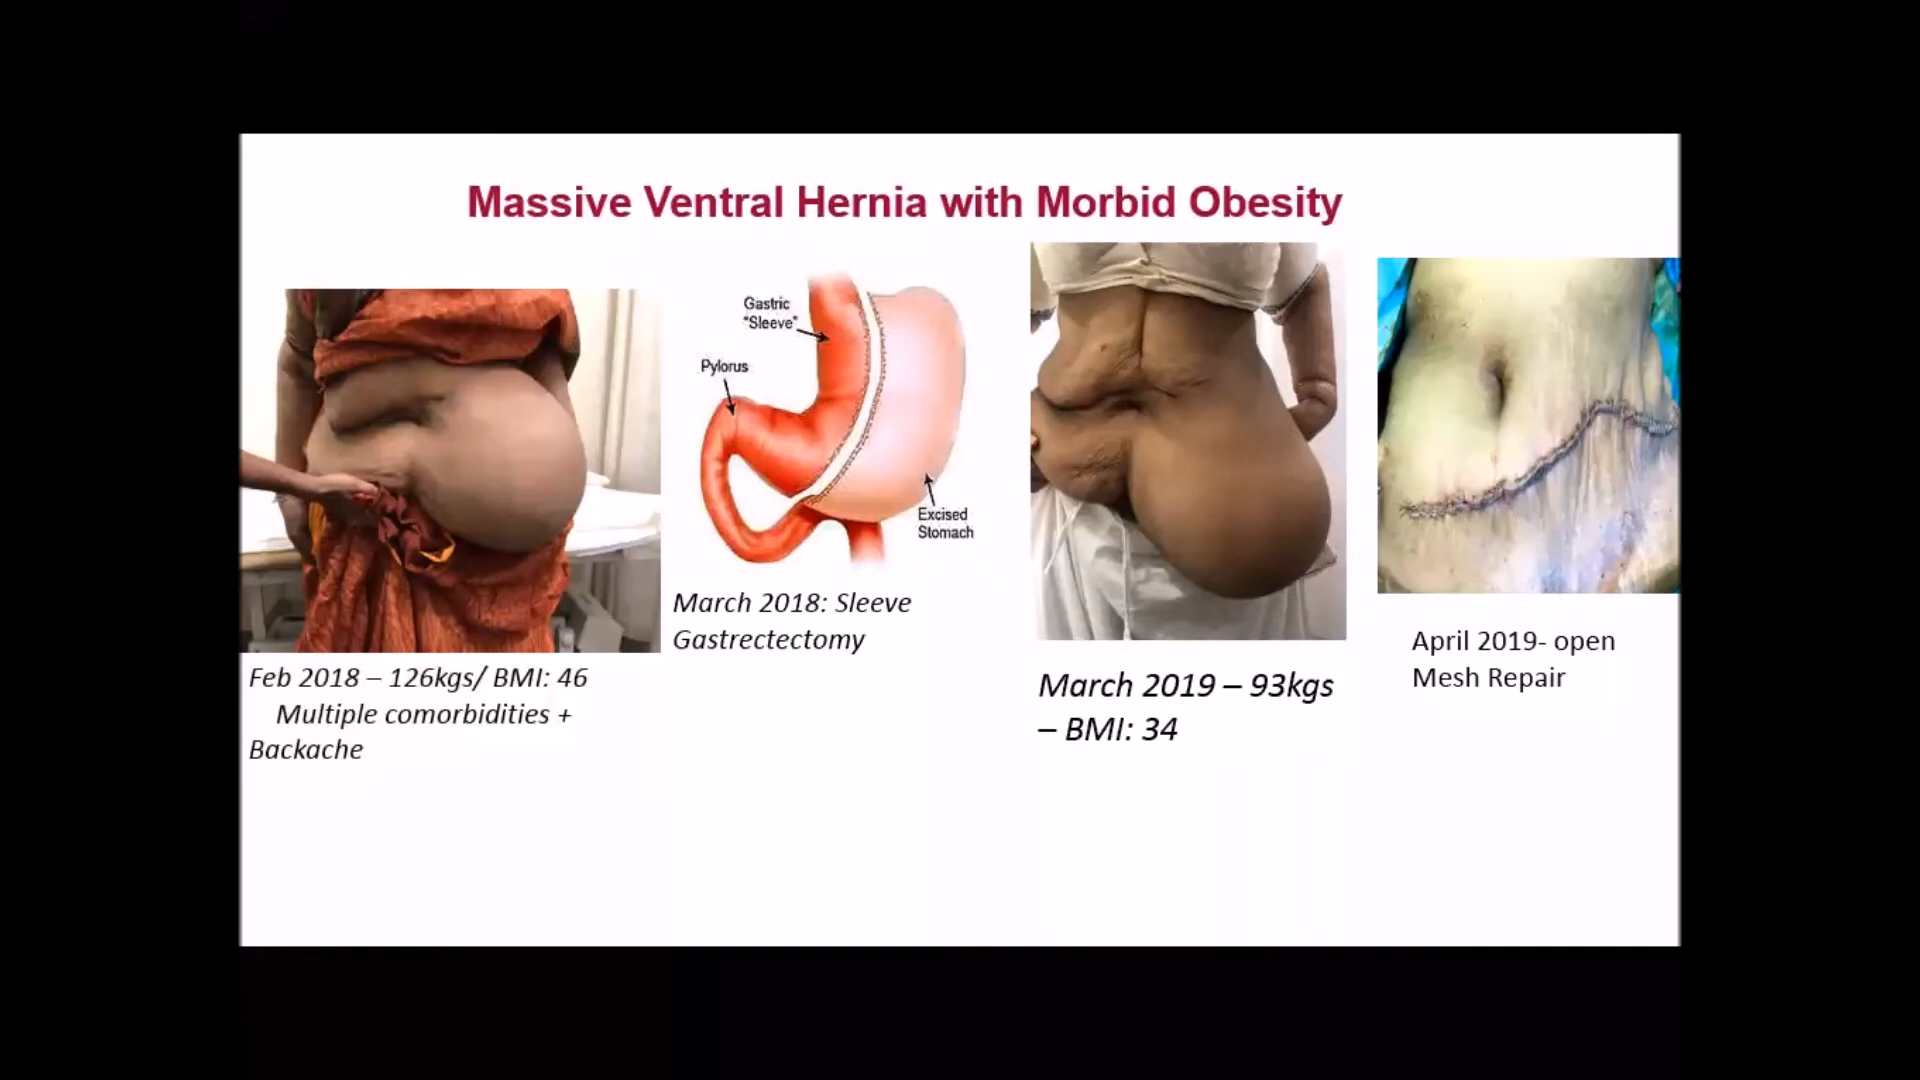 Massive Ventral Hernia with Morbid Obesity
Gastric
"Sleeve"
Pylorus
Excised
Stomach
Feb 2018 – 126kgs/ BMI: 46
Multiple comorbidities +
Backache
March 2018: Sleeve
Gastrectectomy
March 2019 – 93kgs
– BMI: 34
April 2019- open
Mesh Repair